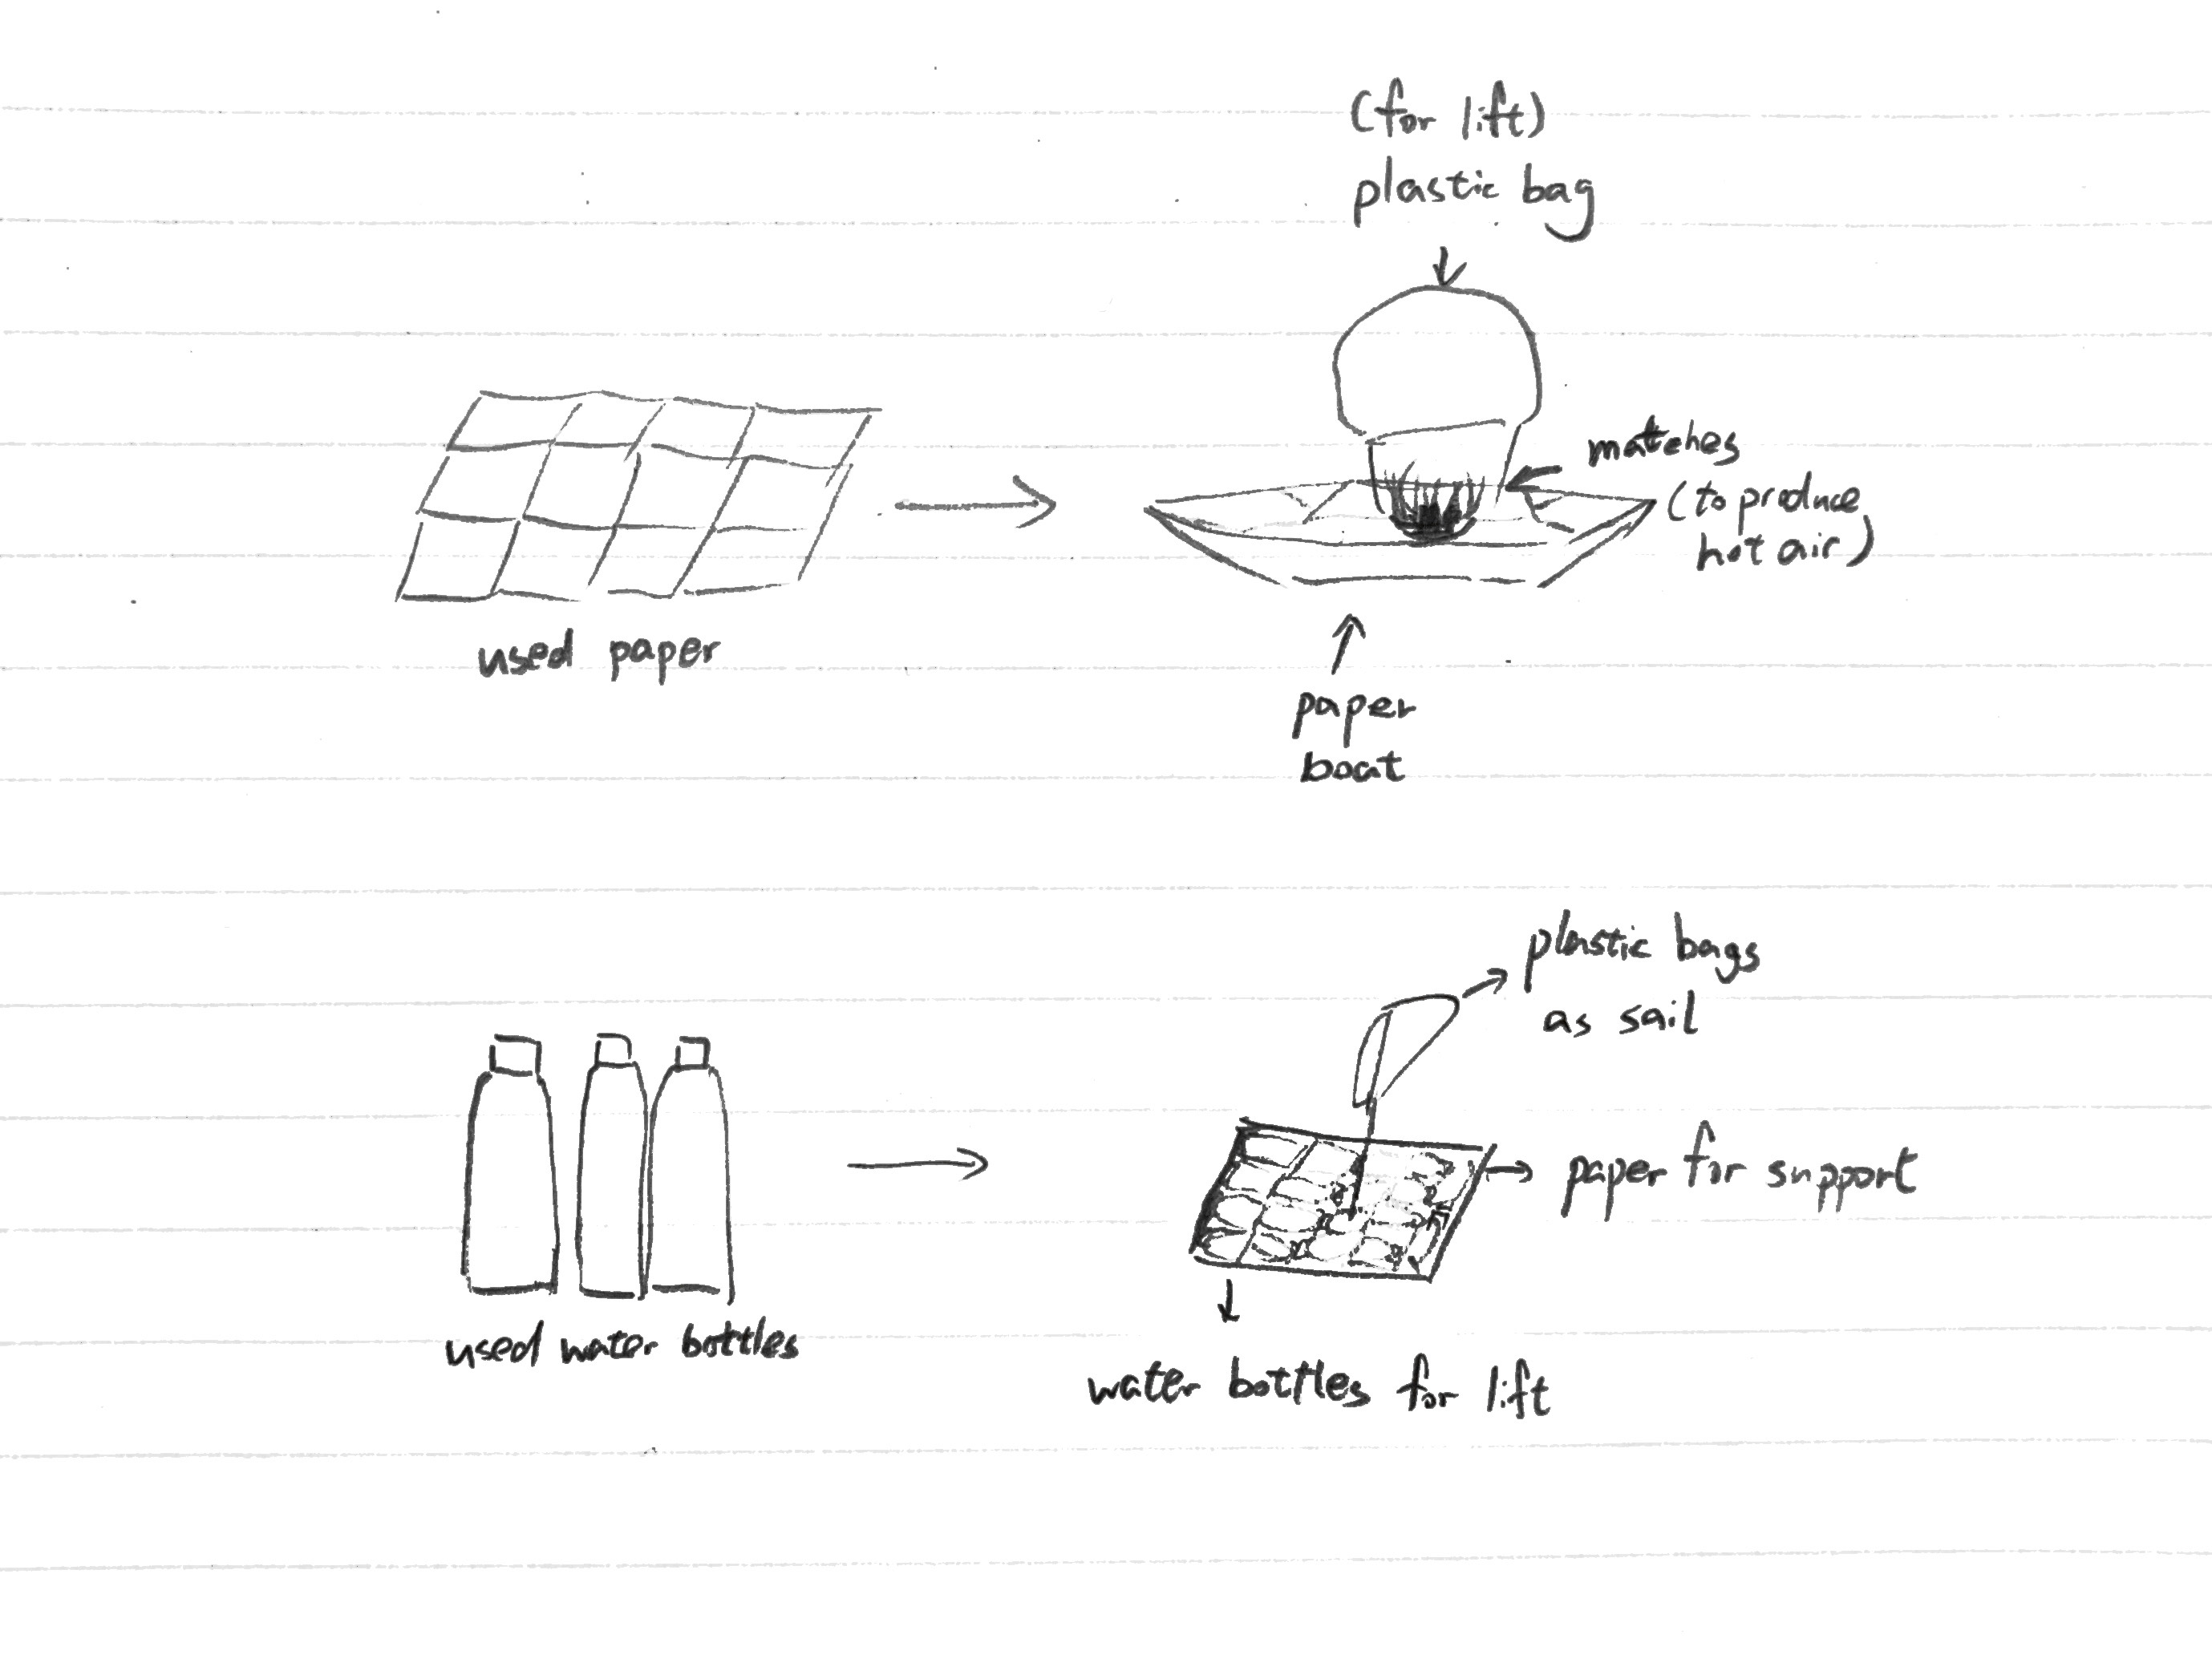 (for lift)
plastic bag
matches
(to produce
hot air)
used paper
paper
boat
plastic bags
as sail
paper for support
used water bottles
water bottles for lift